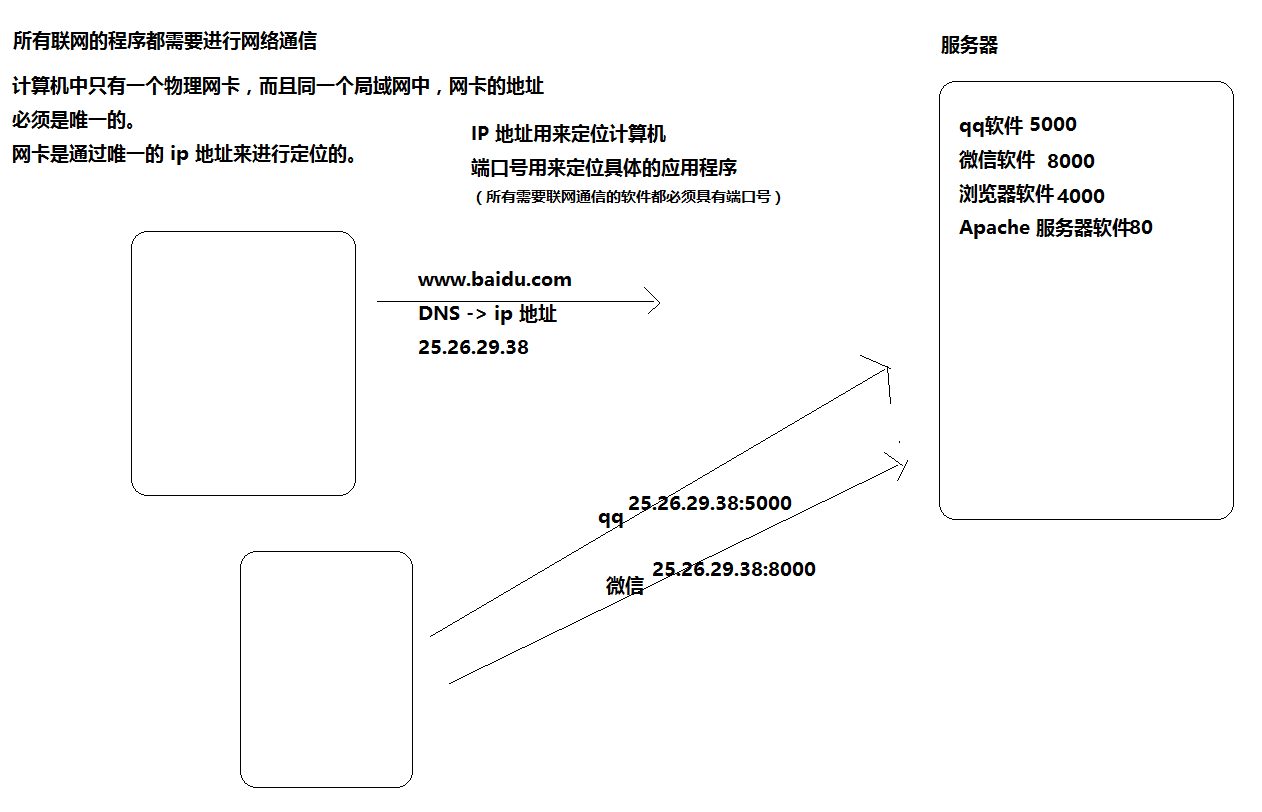 所有联网的程序都需要进行网络通信
计算机中只有一个物理网卡，而且同一个局域网中，网卡的地址
必须是唯一的。
网卡是通过唯一的 ip 地址来进行定位的。
IP 地址用来定位计算机
端口号用来定位具体的应用程序
（所有需要联网通信的软件都必须具有端口号）
服务器
qq软件 5000
微信软件 8000
浏览器软件 4000
Apache 服务器软件80
www.baidu.com
DNS -> ip 地址
25.26.29.38
qq 25.26.29.38:5000
微信 25.26.29.38:8000